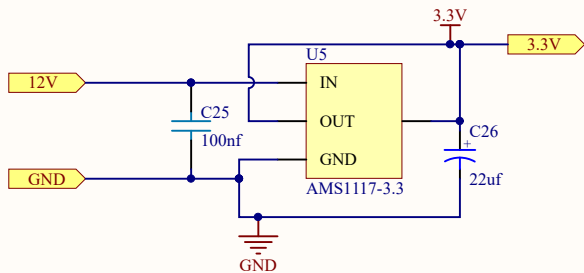 3.3V
3.3V
U5
12V
IN
C25
100nf
OUT
C26
+
GND
GND
22uf
AMS1117-3.3
GND